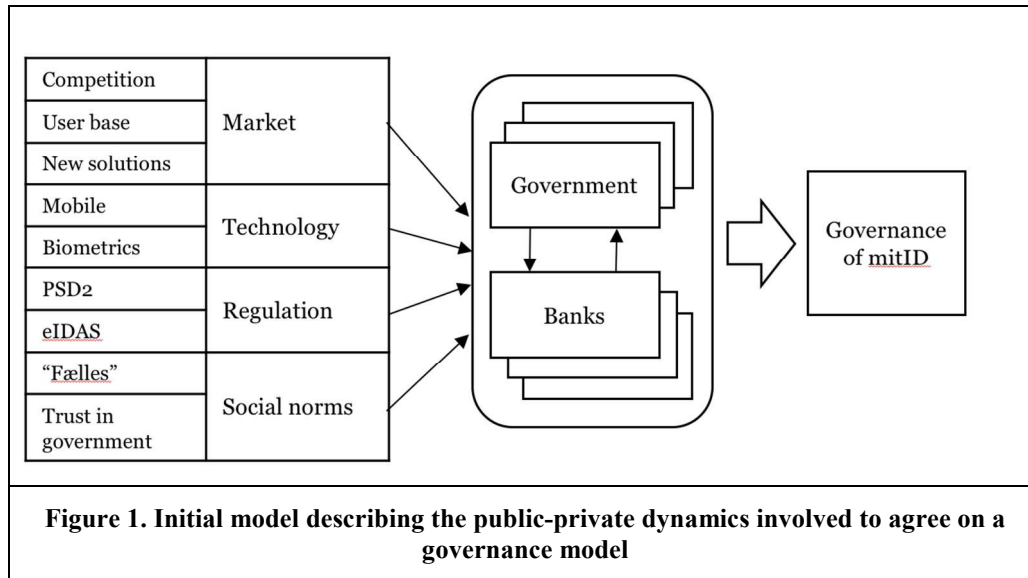 Competition
User base
New solutions
Market
Mobile
Biometrics
Technology
PSD2
eIDAS
Regulation
“Fælles”
Trust in
government
Social norms
Government
Banks
Governance
of mitID
Figure 1. Initial model describing the public-private dynamics involved to agree on a
governance model